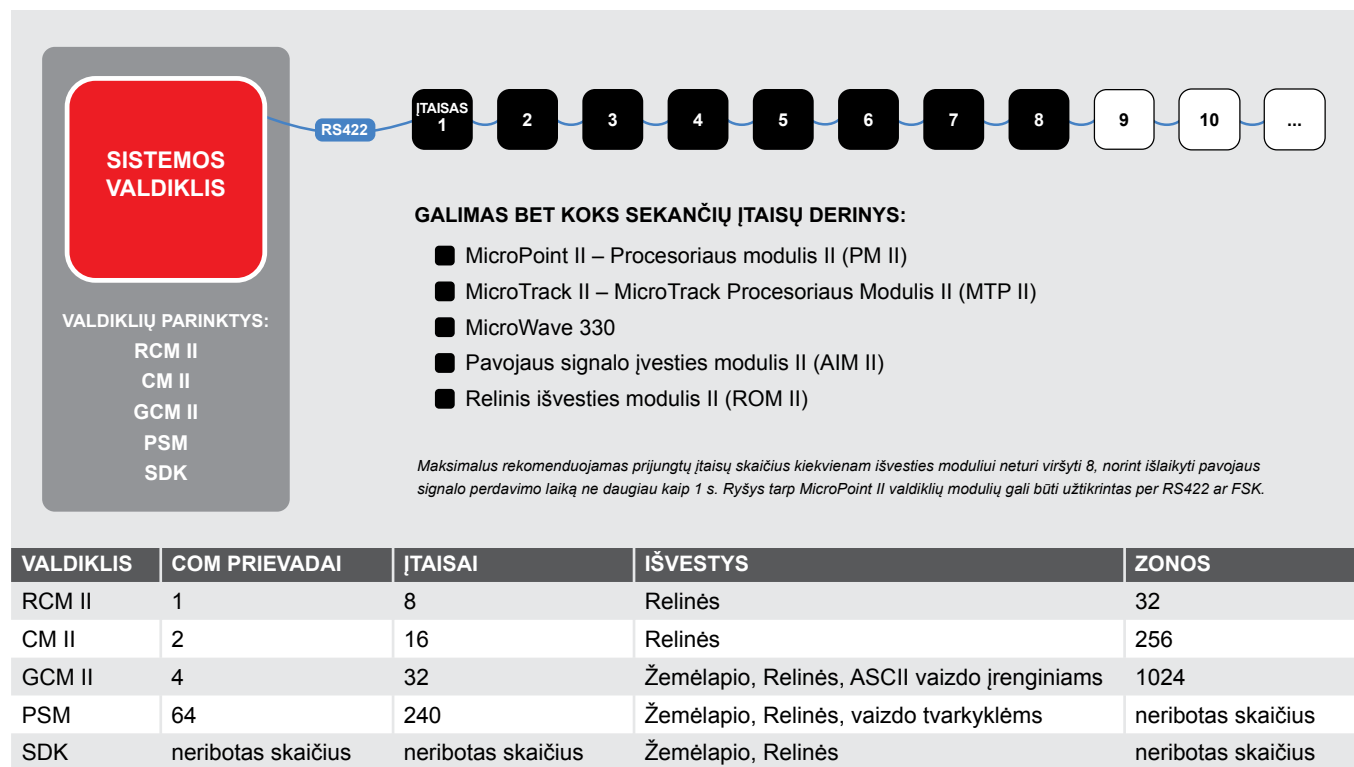 SISTEMOS
VALDIKLIS
RS422
ĮTAISAS
1 2 3 4 5 6 7 8 9 10 ...
VALDIKLIŲ PARINKTYS:
RCM II
CM II
GCM II
PSM
SDK
GALIMAS BET KOKS SEKANČIŲ ĮTAISŲ DERINYS:
MicroPoint II – Procesoriaus modulis II (PM II)
MicroTrack II – MicroTrack Procesoriaus Modulis II (MTP II)
MicroWave 330
Pavojaus signalo įvesties modulis II (AIM II)
Relinis išvesties modulis II (ROM II)
Maksimalus rekomenduojamas prijungtų įtaisų skaičius kiekvienam išvesties moduliui neturi viršyti 8, norint išlaikyti pavojaus
signalo perdavimo laiką ne daugiau kaip 1 s. Ryšys tarp MicroPoint II valdiklių modulių gali būti užtikrintas per RS422 ar FSK.
VALDIKLIS COM PRIEVADAI ĮTAISAI IŠVESTYS ZONOS
RCM II 1 8 Relinės 32
CM II 2 16 Relinės 256
GCM II 4 32 Žemėlapio, Relinės, ASCII vaizdo įrenginiams 1024
PSM 64 240 Žemėlapio, Relinės, vaizdo tvarkyklėms neribotas skaičius
SDK neribotas skaičius neribotas skaičius Žemėlapio, Relinės neribotas skaičius